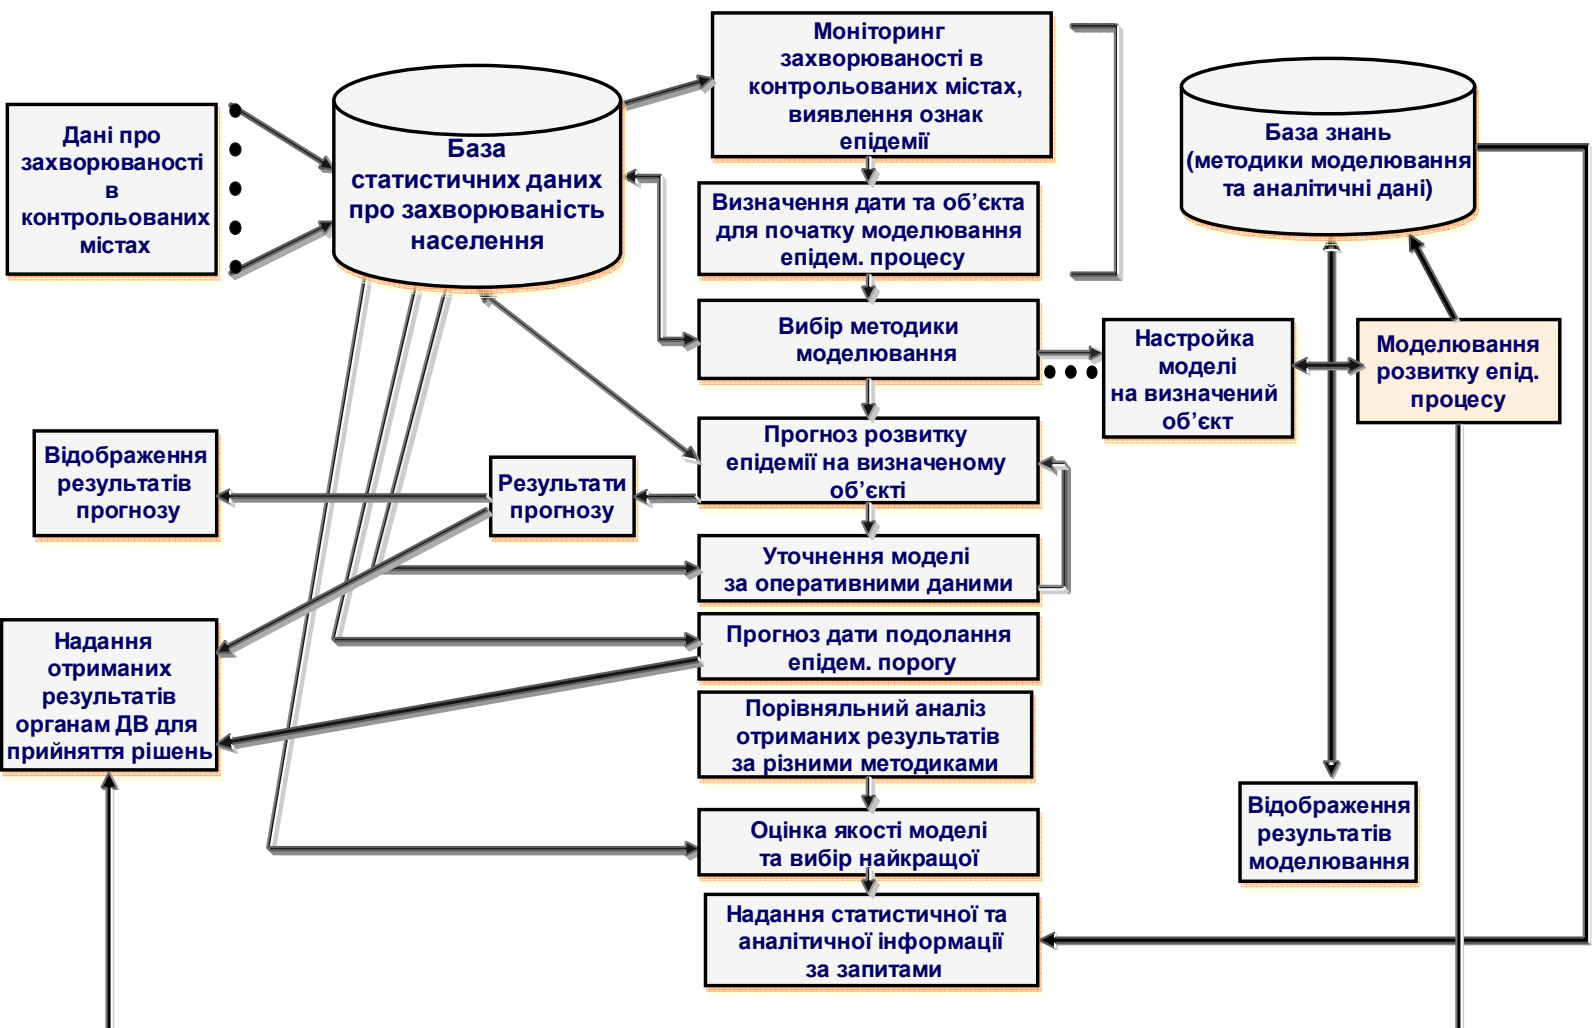 Дані про
захворюваності
в
контрольованих
містах
База
статистичних даних
про захворюваність
населення
Моніторинг
захворюваності в
контрольованих містах,
виявлення ознак
епідемії
Визначення дати та об’єкта
для початку моделювання
епідем. процесу
Вибір методики
моделювання
База знань
(методики моделювання
та аналітичні дані)
Настройка
моделі
на визначений
об’єкт
Моделювання
розвитку епід.
процесу
Прогноз розвитку
епідемії на визначеному
об’єкті
Результати
прогнозу
Відображення
результатів
прогнозу
Уточнення моделі
за оперативними даними
Прогноз дати подолання
епідем. порогу
Надання
отриманих
результатів
органам ДВ для
прийняття рішень
Порівняльний аналіз
отриманих результатів
за різними методиками
Оцінка якості моделі
та вибір найкращої
Відображення
результатів
моделювання
Надання статистичної та
аналітичної інформації
за запитами